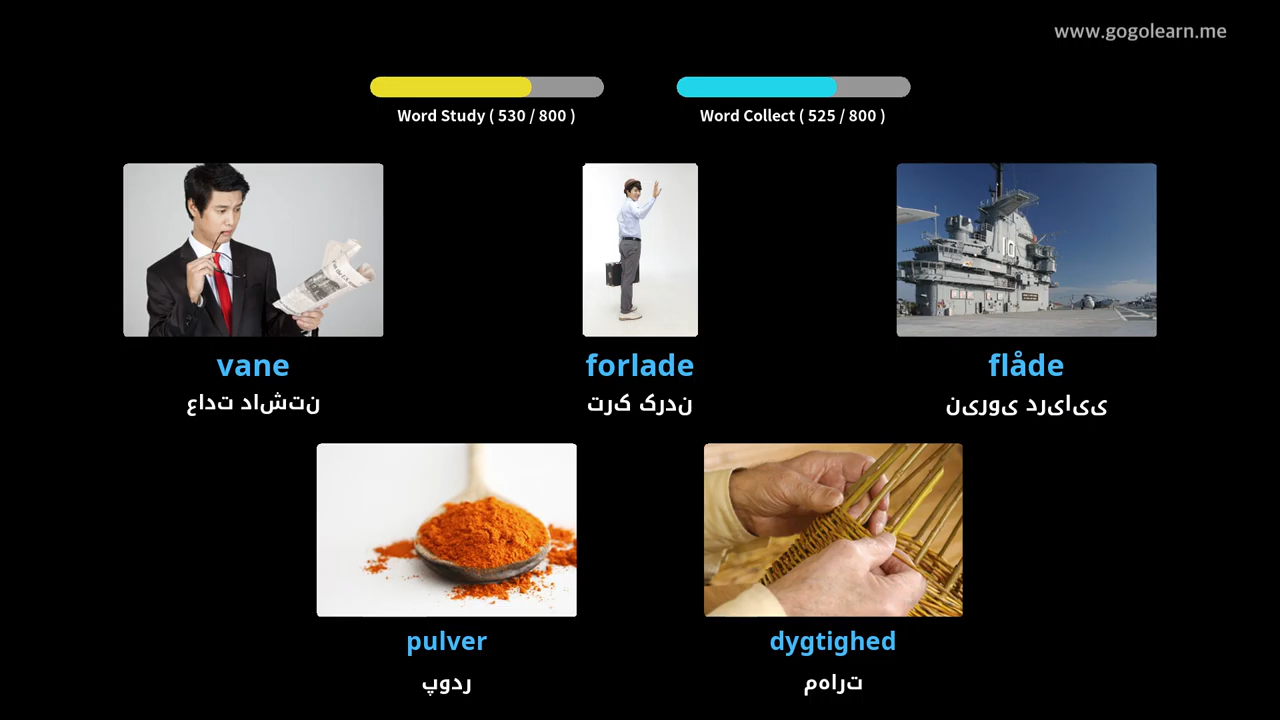 www.gogolearn.me
Word Study ( 530 / 800 )
Word Collect ( 525 / 800 )
vane
forlade
flåde
عادت داشتن
ترک کردن
نیروی دریایی
pulver
dygtighed
پودر
مهارت